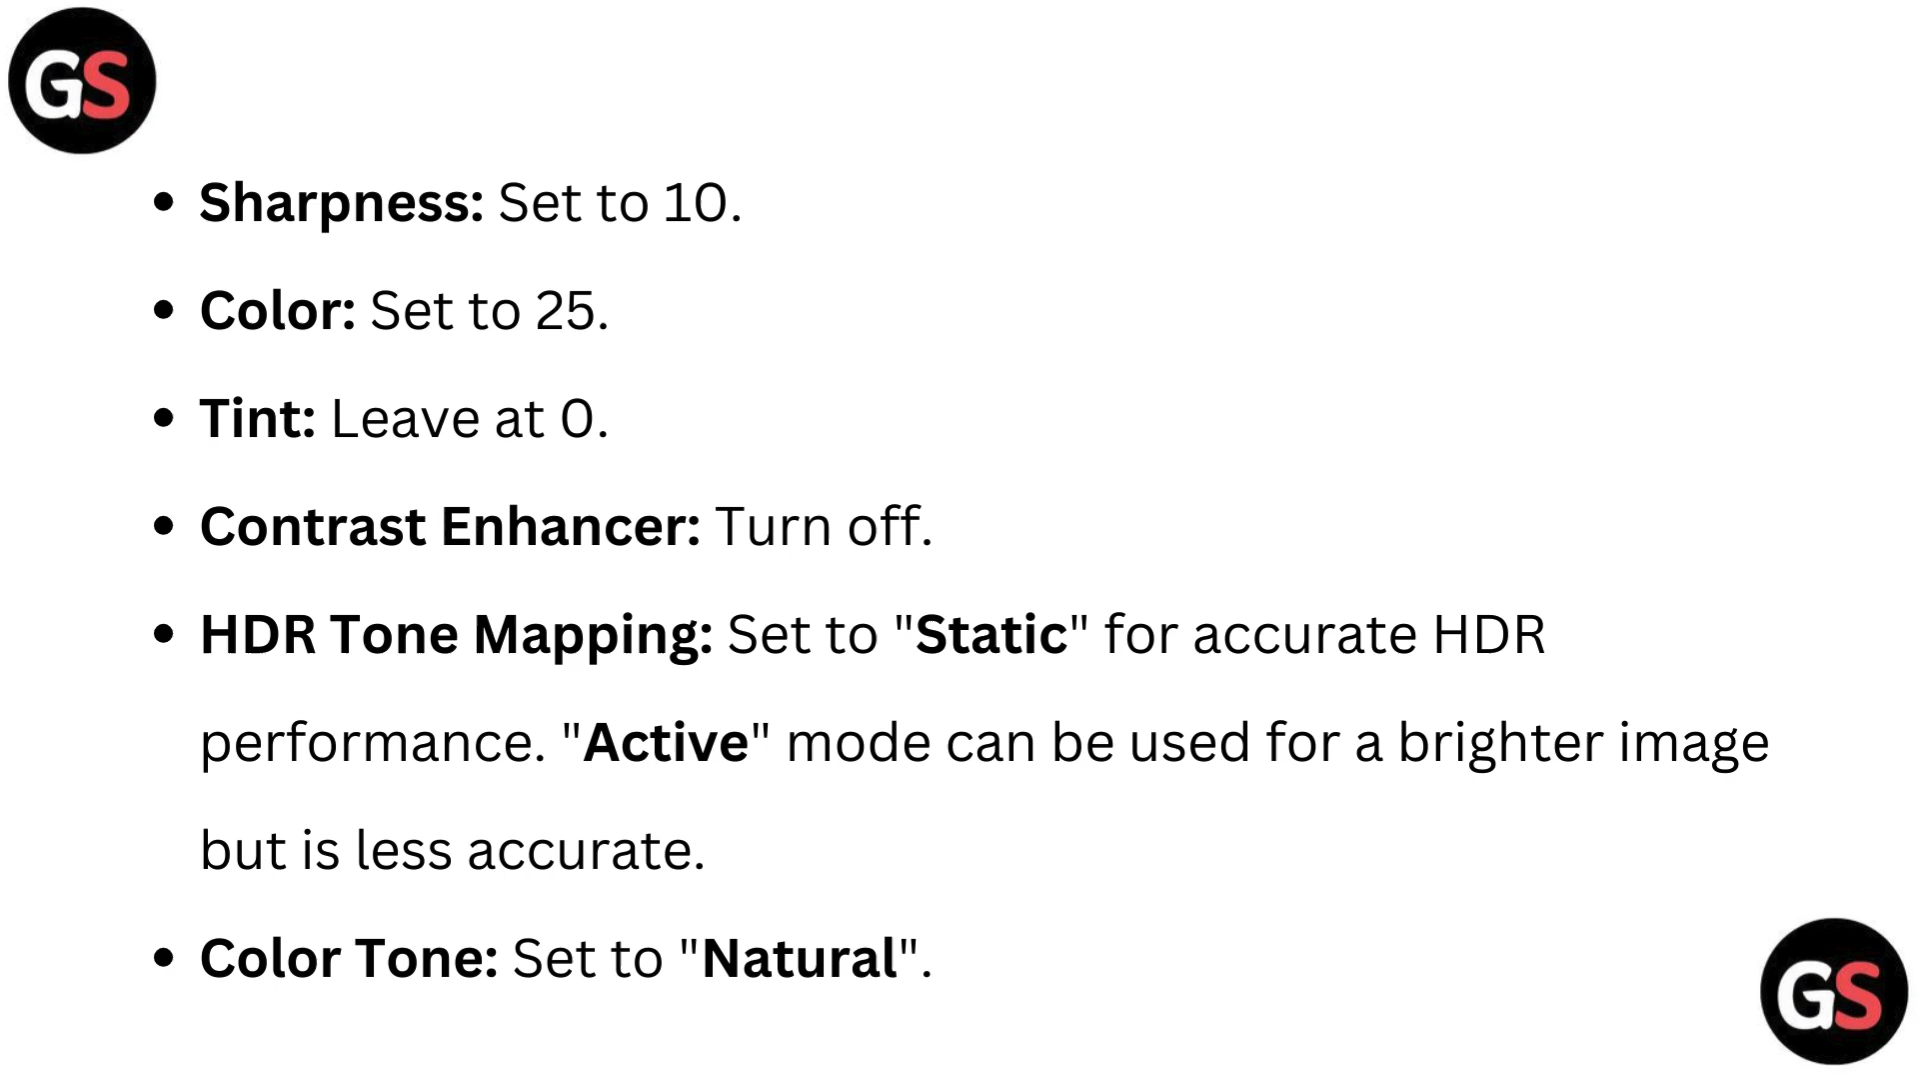 GS
• Sharpness: Set to 10.
• Color: Set to 25.
• Tint: Leave at 0.
• Contrast Enhancer: Turn off.
• HDR Tone Mapping: Set to "Static" for accurate HDR
performance. "Active" mode can be used for a brighter image
but is less accurate.
• Color Tone: Set to "Natural".
GS